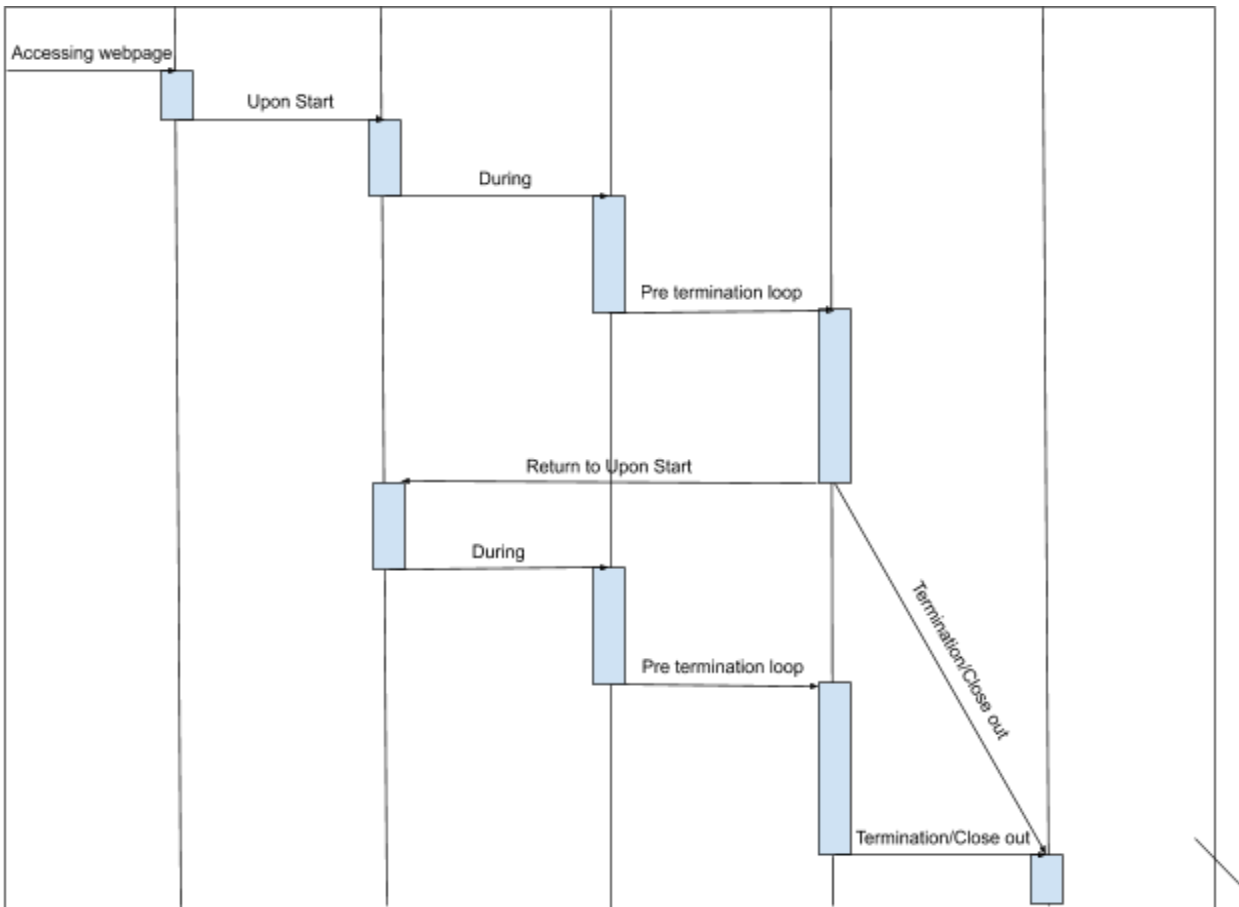 Accessing webpage
Upon Start
During
Pre termination loop
Return to Upon Start
During
Termination/Close out
Pre termination loop
Termination/Close out